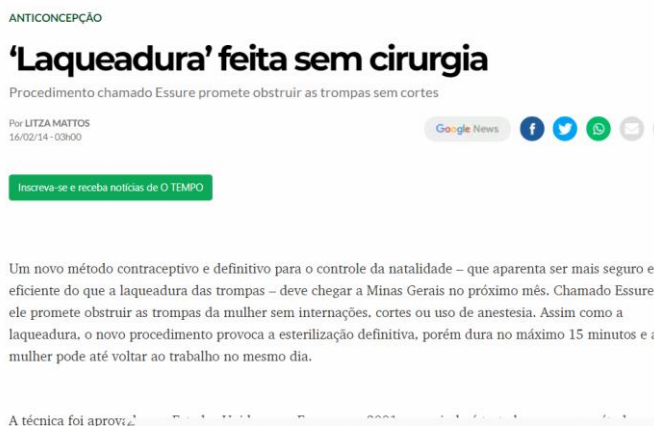 ANTICONCEPÇÃO
‘Laqueadura’ feita sem cirurgia
Procedimento chamado Essure promete obstruir as trompas sem cortes
Por LITZA MATTOS
16/02/14 - 03h00
Google News
Inscreva-se e receba notícias de O TEMPO
Um novo método contraceptivo e definitivo para o controle da natalidade – que aparenta ser mais seguro e
eficiente do que a laqueadura das trompas – deve chegar a Minas Gerais no próximo mês. Chamado Essure
ele promete obstruir as trompas da mulher sem internações, cortes ou uso de anestesia. Assim como a
laqueadura, o novo procedimento provoca a esterilização definitiva, porém dura no máximo 15 minutos e a
mulher pode até voltar ao trabalho no mesmo dia.
A técnica foi